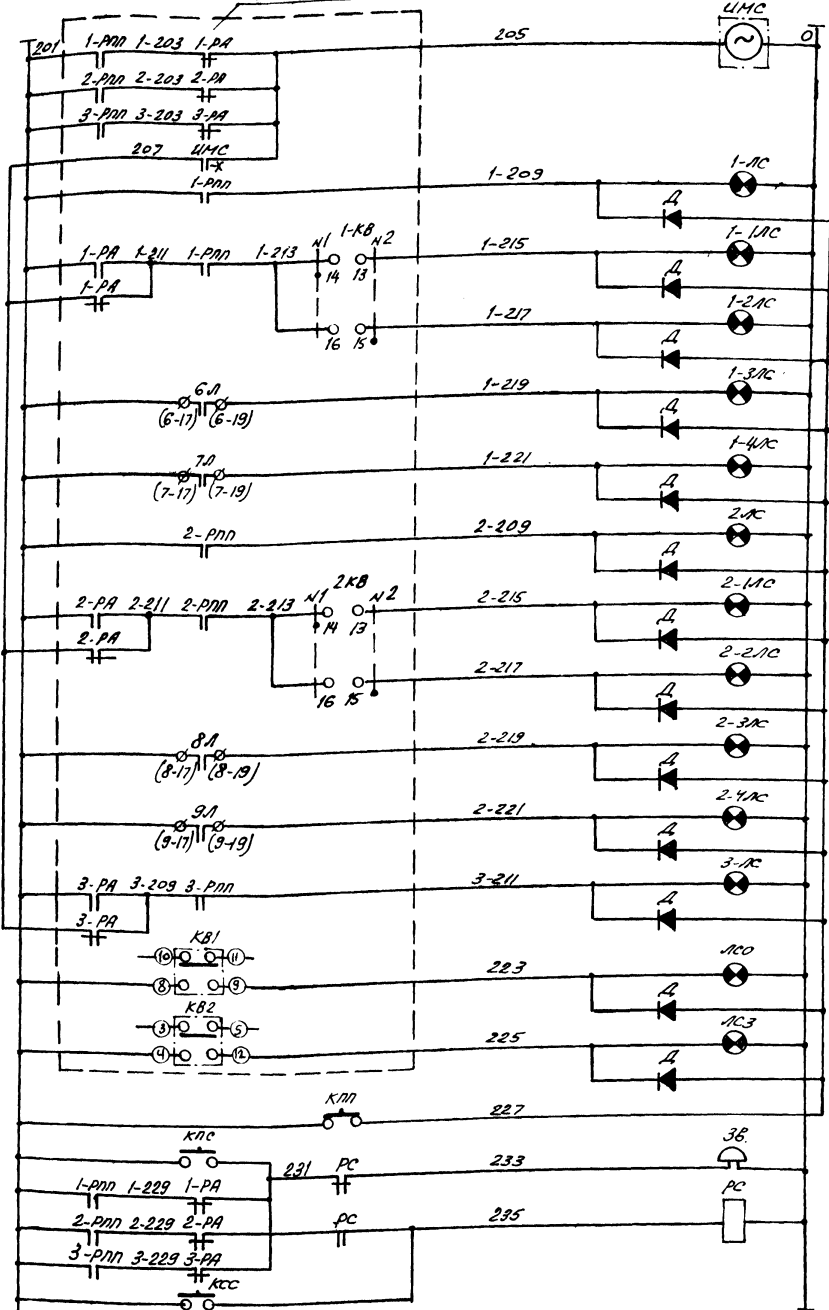 ИМС
201 1-РПП 1-203 1-РА 205 0
2-РПП 2-203 2-РА
3-РПП 3-203 3-РА
207 ИМС
1-РПП 1-209 1-ЛС
Д
1-РА 1-211 1-РПП 1-213 N1 1-КВ N2 1-215 1-1ЛС
14 13 Д
1-РА
1-217 1-2ЛС
16 15 Д
6Л 1-219 1-3ЛС
(6-17) (6-19) Д
7Л 1-221 1-4ЛС
(7-17) (7-19) Д
2-РПП 2-209 2ЛС
Д
2-РА 2-211 2-РПП 2-213 N1 2КВ N2 2-215 2-1ЛС
14 13 Д
2-РА
2-217 2-2ЛС
16 15 Д
8Л 2-219 2-3ЛС
(8-17) (8-19) Д
9Л 2-221 2-4ЛС
(9-17) (9-19) Д
3-РА 3-209 3-РПП 3-211 3-ЛС
3-РА Д
КВ1
10 11
8 9 223 ЛСО
Д
КВ2
3 5
4 12 225 ЛСЗ
Д
КПП 227
КПС
231 РС 233 ЗВ.
1-РПП 1-229 1-РА РС
2-РПП 2-229 2-РА РС 235
3-РПП 3-229 3-РА
КСС